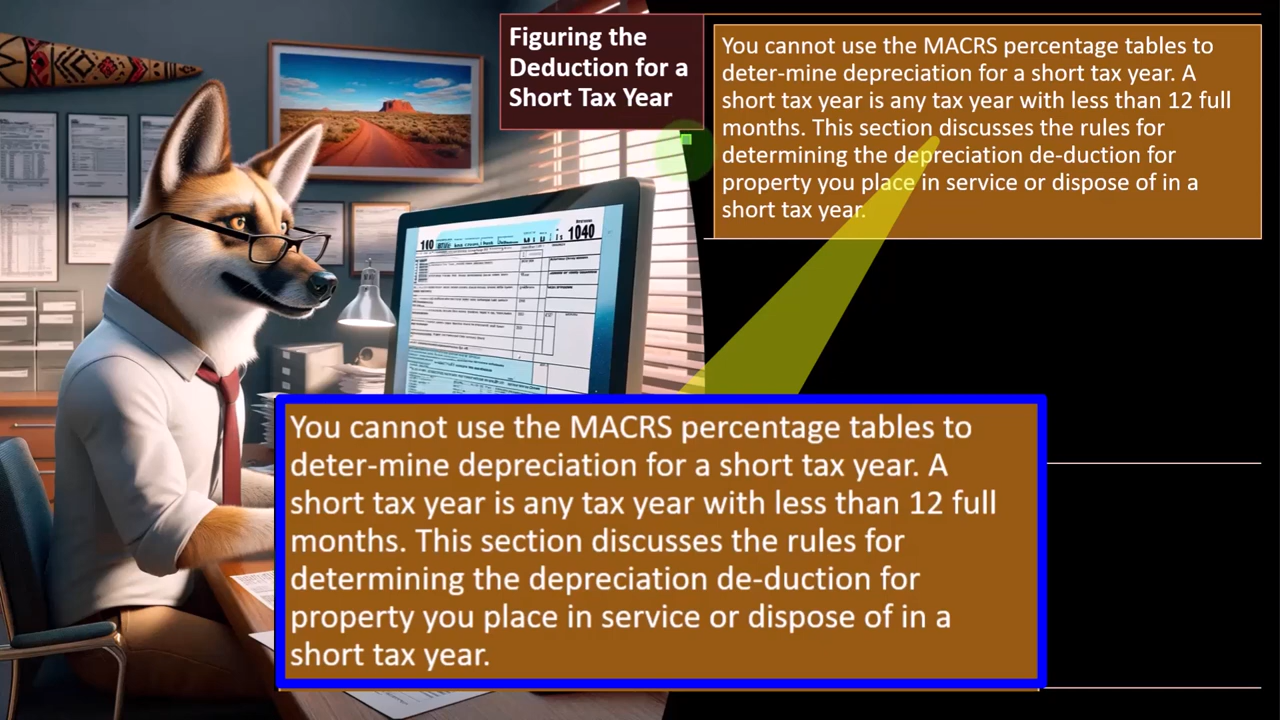 Figuring the
Deduction for a
Short Tax Year
You cannot use the MACRS percentage tables to
deter-mine depreciation for a short tax year. A
short tax year is any tax year with less than 12 full
months. This section discusses the rules for
determining the depreciation de-duction for
property you place in service or dispose of in a
short tax year.
1040
You cannot use the MACRS percentage tables to
deter-mine depreciation for a short tax year. A
short tax year is any tax year with less than 12 full
months. This section discusses the rules for
determining the depreciation de-duction for
property you place in service or dispose of in a
short tax year.